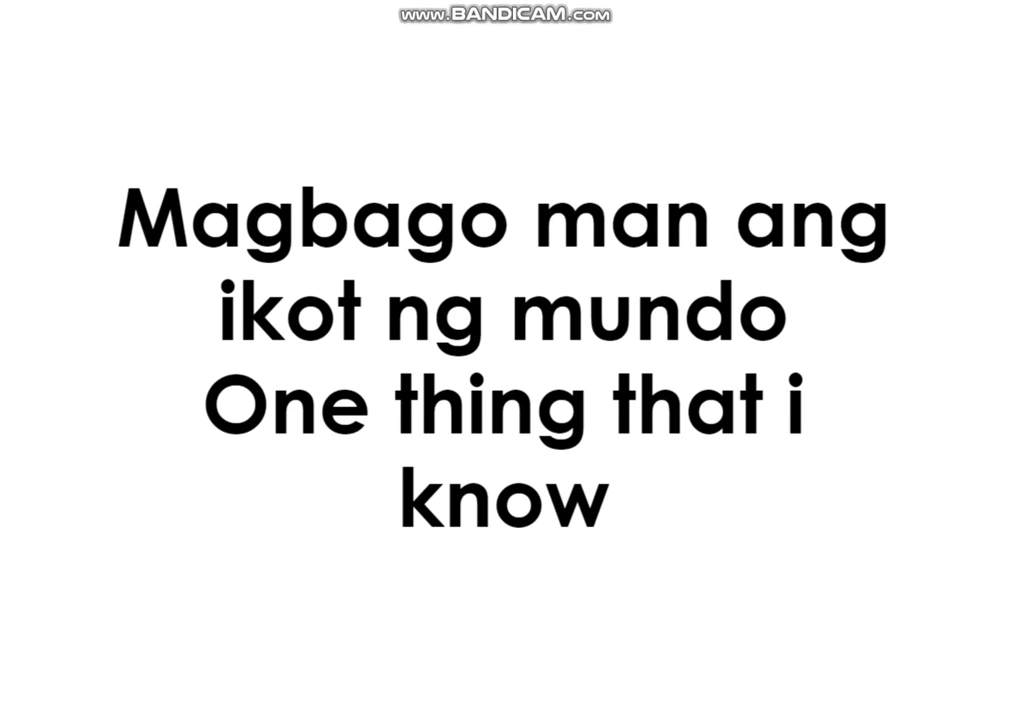 www.BANDICAM.com
Magbago man ang
ikot ng mundo
One thing that i
know